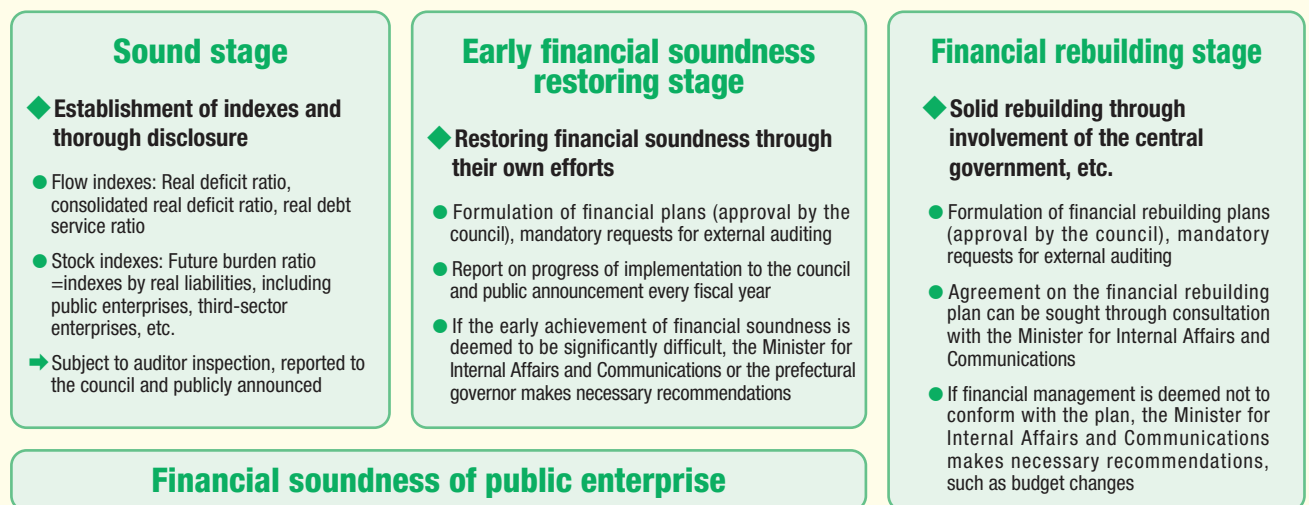 Sound stage
◆Establishment of indexes and
thorough disclosure
● Flow indexes: Real deficit ratio,
consolidated real deficit ratio, real debt
service ratio
● Stock indexes: Future burden ratio
=indexes by real liabilities, including
public enterprises, third-sector
enterprises, etc.
➡ Subject to auditor inspection, reported to
the council and publicly announced
Early financial soundness
restoring stage
◆Restoring financial soundness through
their own efforts
● Formulation of financial plans (approval by the
council), mandatory requests for external auditing
● Report on progress of implementation to the council
and public announcement every fiscal year
● If the early achievement of financial soundness is
deemed to be significantly difficult, the Minister for
Internal Affairs and Communications or the prefectural
governor makes necessary recommendations
Financial rebuilding stage
◆Solid rebuilding through
involvement of the central
government, etc.
● Formulation of financial rebuilding plans
(approval by the council), mandatory
requests for external auditing
● Agreement on the financial rebuilding
plan can be sought through consultation
with the Minister for Internal Affairs and
Communications
● If financial management is deemed not to
conform with the plan, the Minister for
Internal Affairs and Communications
makes necessary recommendations,
such as budget changes
Financial soundness of public enterprise